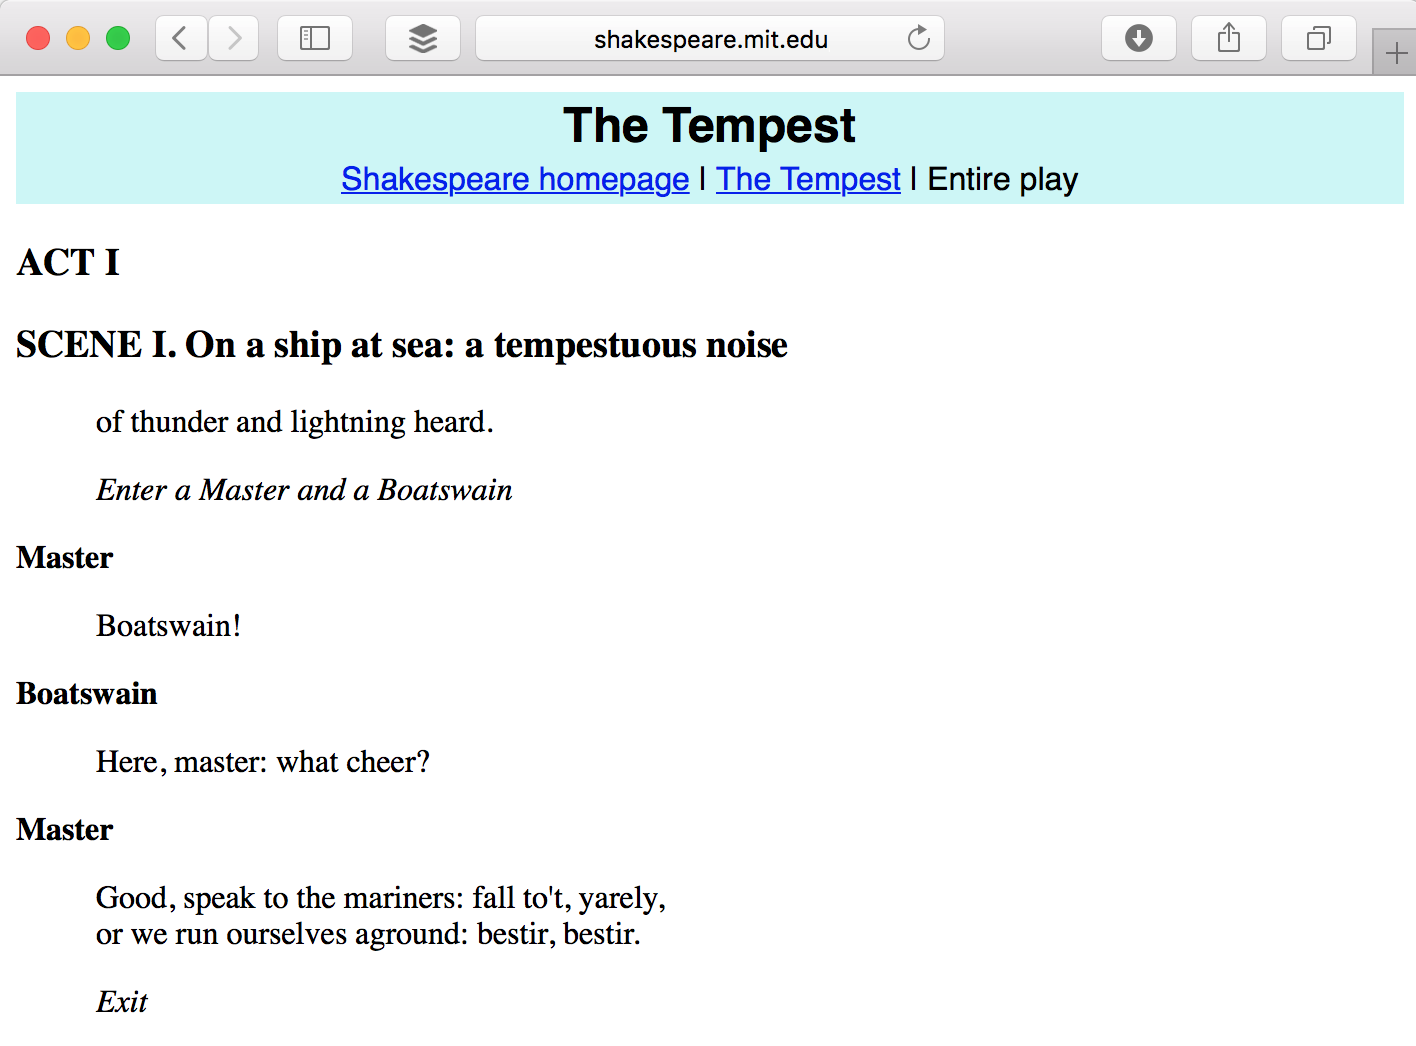 shakespeare.mit.edu
The Tempest
Shakespeare homepage | The Tempest | Entire play
ACT I
SCENE I. On a ship at sea: a tempestuous noise
of thunder and lightning heard.
Enter a Master and a Boatswain
Master
Boatswain!
Boatswain
Here, master: what cheer?
Master
Good, speak to the mariners: fall to't, yarely,
or we run ourselves aground: bestir, bestir.
Exit